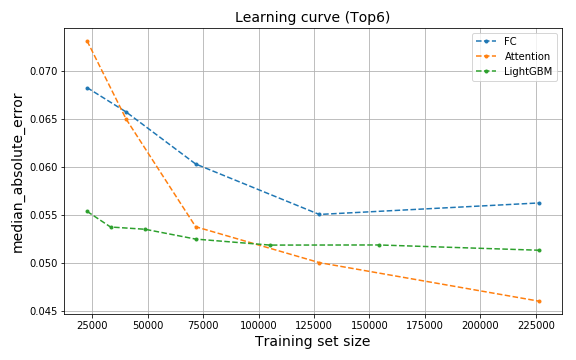 Learning curve (Top6)
FC
Attention
LightGBM
median_absolute_error
0.070
0.065
0.060
0.055
0.050
0.045
25000 50000 75000 100000 125000 150000 175000 200000 225000
Training set size